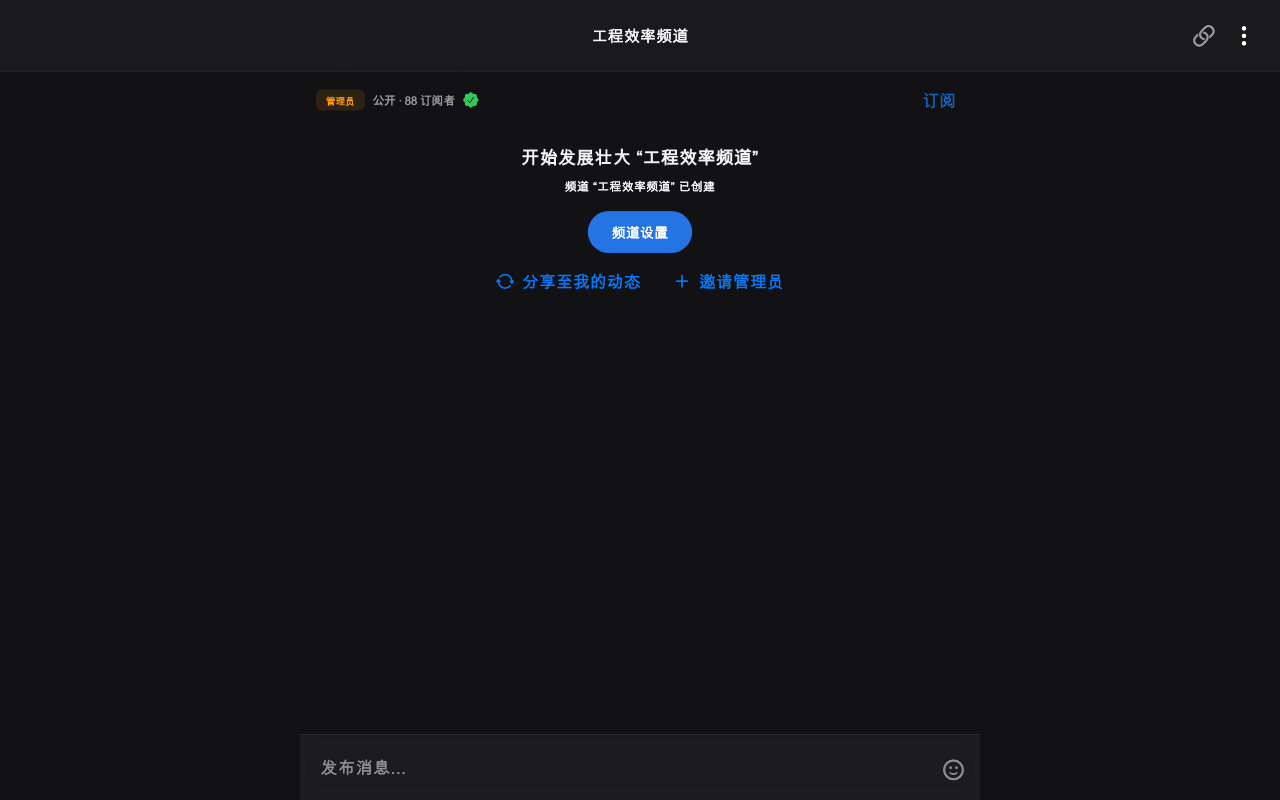 工程效率频道
管理员 公开 · 88 订阅者 订阅
开始发展壮大 “工程效率频道”
频道 “工程效率频道” 已创建
频道设置
分享至我的动态 邀请管理员
发布消息...